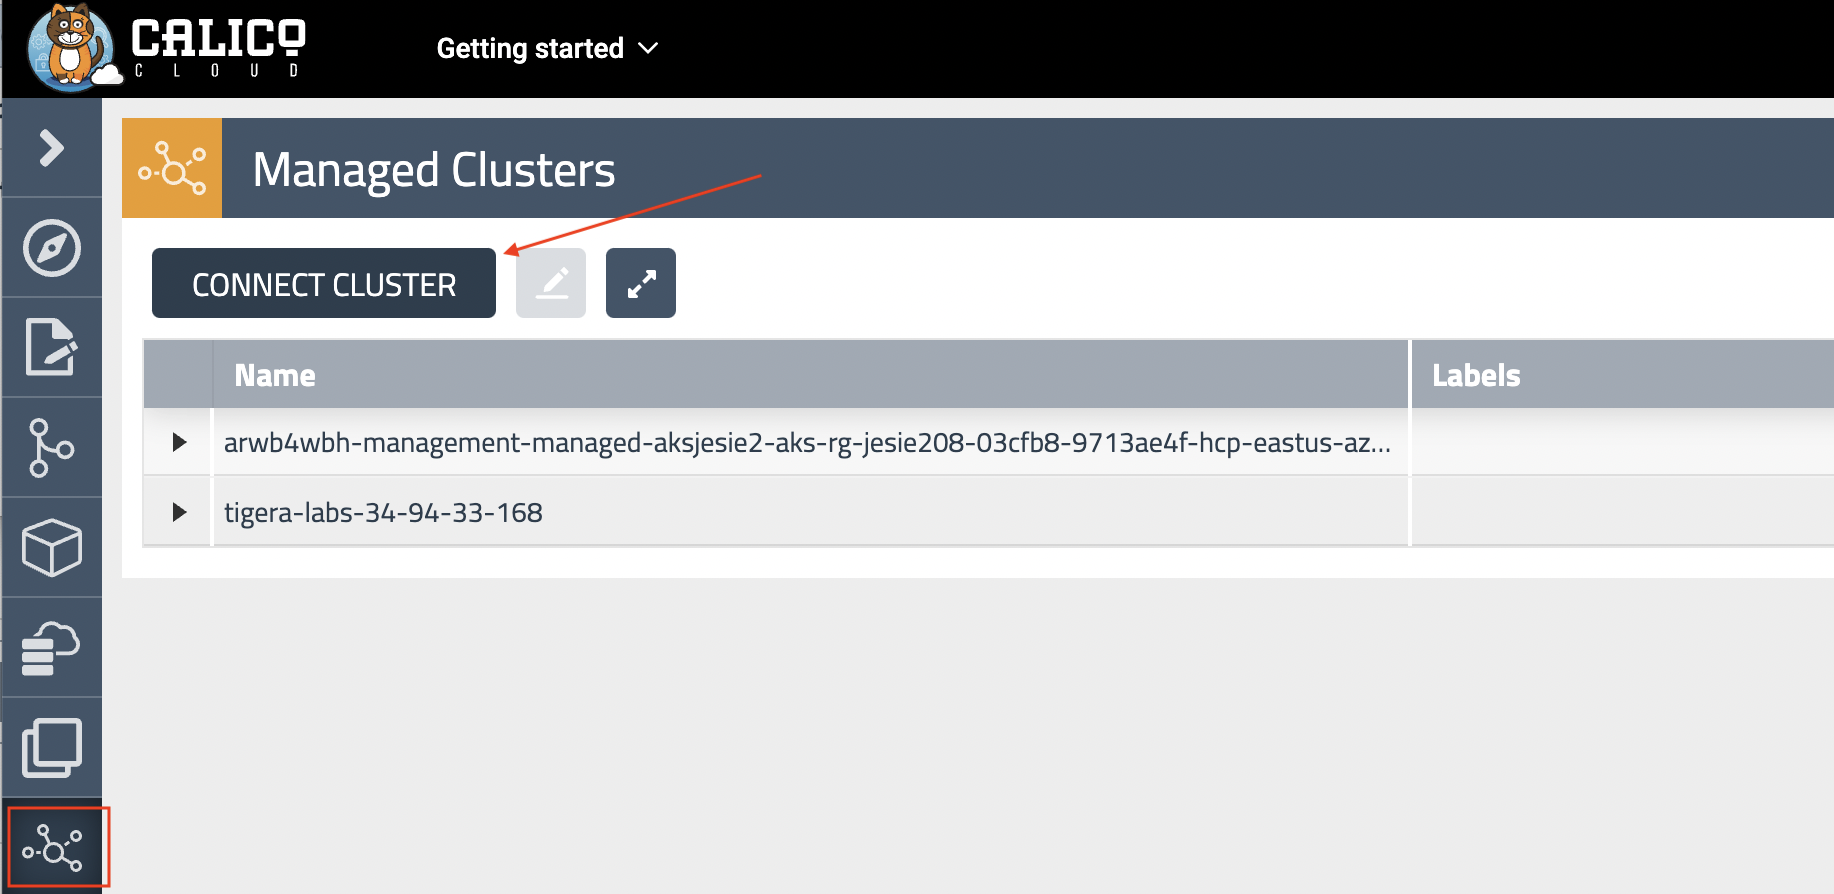 CALICO
CLOUD
Getting started
Managed Clusters
CONNECT CLUSTER
Name
Labels
arwb4wbh-management-managed-aksjesie2-aks-rg-jesie208-03cfb8-9713ae4f-hcp-eastus-az...
tigera-labs-34-94-33-168